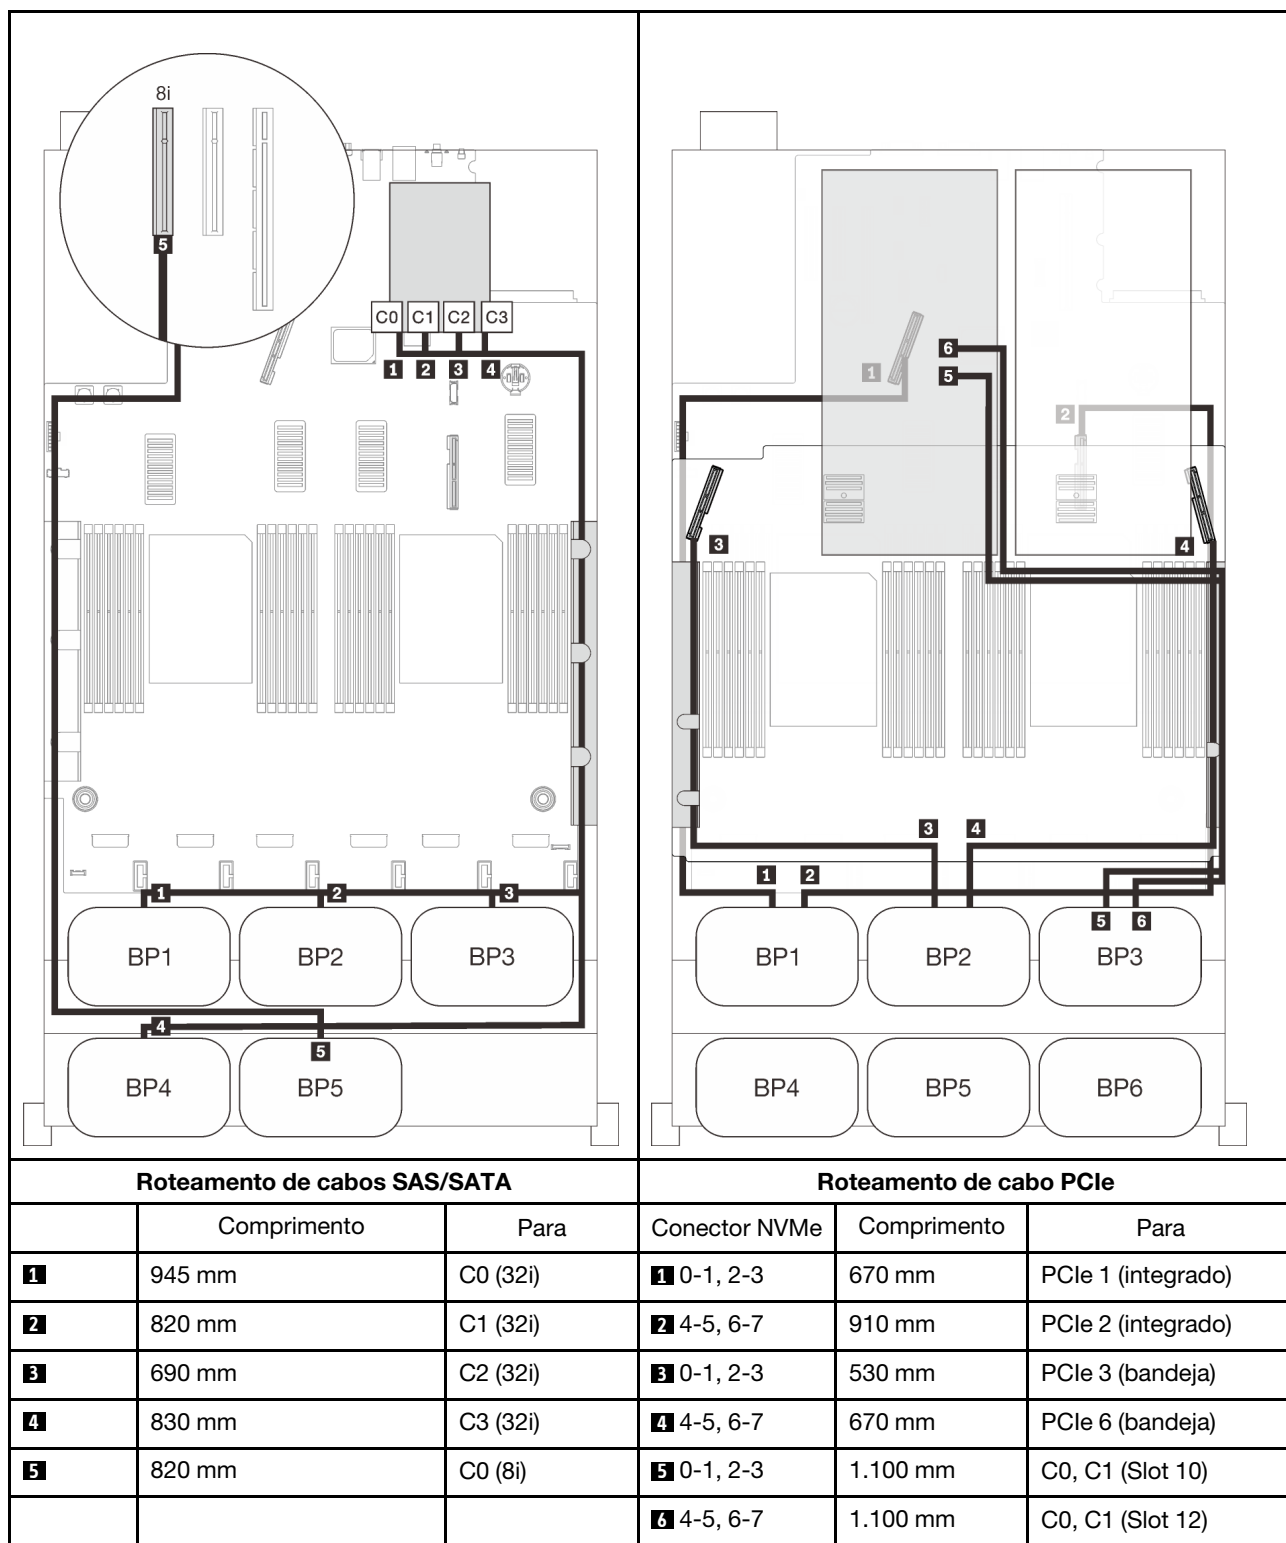 8i
5
C0 C1 C2 C3
1 2 3 4
1 2 3
BP1 BP2 BP3
4
5
BP4 BP5
6
1
5
2
3
4
3 4
1 2
5 6
BP1 BP2 BP3
BP4 BP5 BP6
Roteamento de cabos SAS/SATA
Roteamento de cabo PCIe
Comprimento Para Conector NVMe Comprimento Para
1 945 mm C0 (32i) 1 0-1, 2-3 670 mm PCIe 1 (integrado)
2 820 mm C1 (32i) 2 4-5, 6-7 910 mm PCIe 2 (integrado)
3 690 mm C2 (32i) 3 0-1, 2-3 530 mm PCIe 3 (bandeja)
4 830 mm C3 (32i) 4 4-5, 6-7 670 mm PCIe 6 (bandeja)
5 820 mm C0 (8i) 5 0-1, 2-3 1.100 mm C0, C1 (Slot 10)
6 4-5, 6-7 1.100 mm C0, C1 (Slot 12)